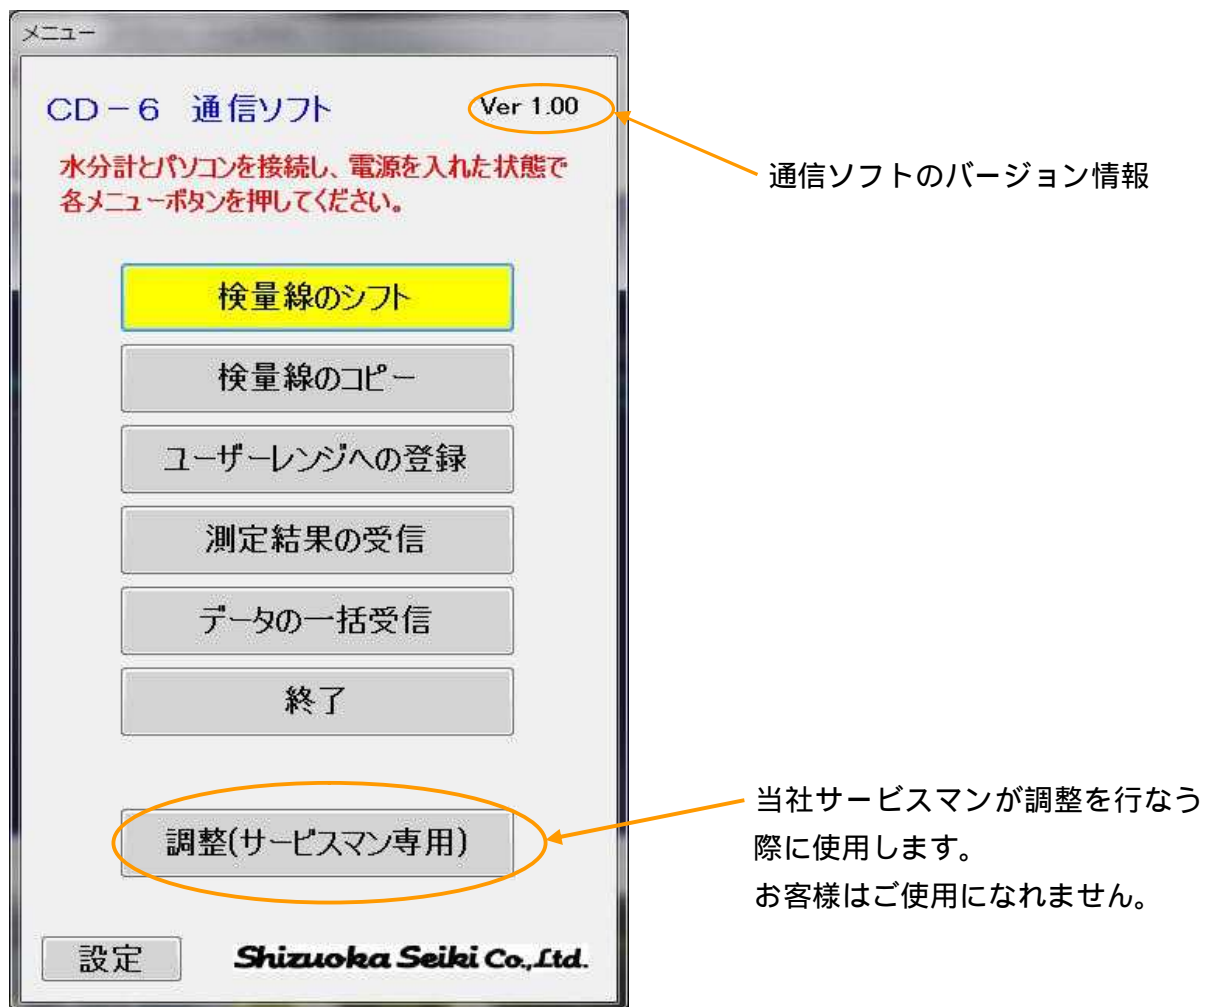 メニュー
CD－6 通信ソフト
Ver 1.00
水分計とパソコンを接続し、電源を入れた状態で
各メニューボタンを押してください。
通信ソフトのバージョン情報
検量線のシフト
検量線のコピー
ユーザーレンジへの登録
測定結果の受信
データの一括受信
終了
調整(サービスマン専用)
当社サービスマンが調整を行なう
際に使用します。
お客様はご使用になれません。
設定
Shizuoka Seiki Co.,Ltd.